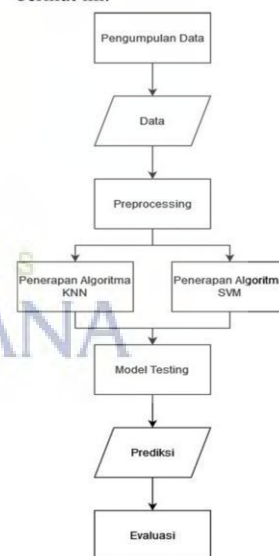 Pengumpulan Data
Data
Preprocessing
Penerapan Algoritma
KNN
Penerapan Algoritma
SVM
Model Testing
Prediksi
Evaluasi